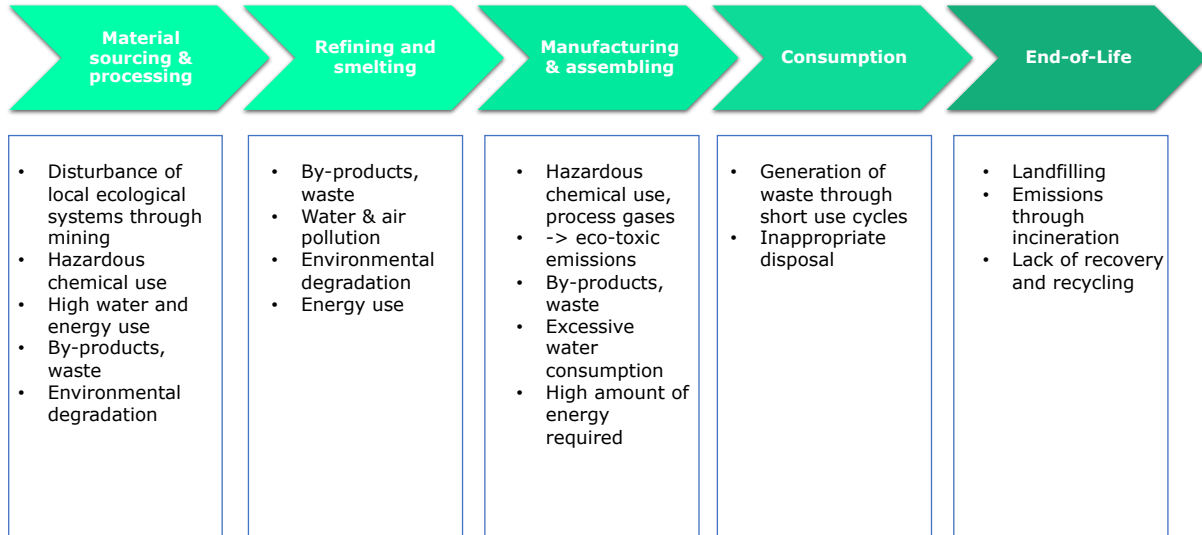 Material
sourcing &
processing
Refining and
smelting
Manufacturing
& assembling
Consumption
End-of-Life
• Disturbance of
local ecological
systems through
mining
• Hazardous
chemical use
• High water and
energy use
• By-products,
waste
• Environmental
degradation
• By-products,
waste
• Water & air
pollution
• Environmental
degradation
• Energy use
• Hazardous
chemical use,
process gases
• -> eco-toxic
emissions
• By-products,
waste
• Excessive
water
consumption
• High amount of
energy
required
• Generation of
waste through
short use cycles
• Inappropriate
disposal
• Landfilling
• Emissions
through
incineration
• Lack of recovery
and recycling